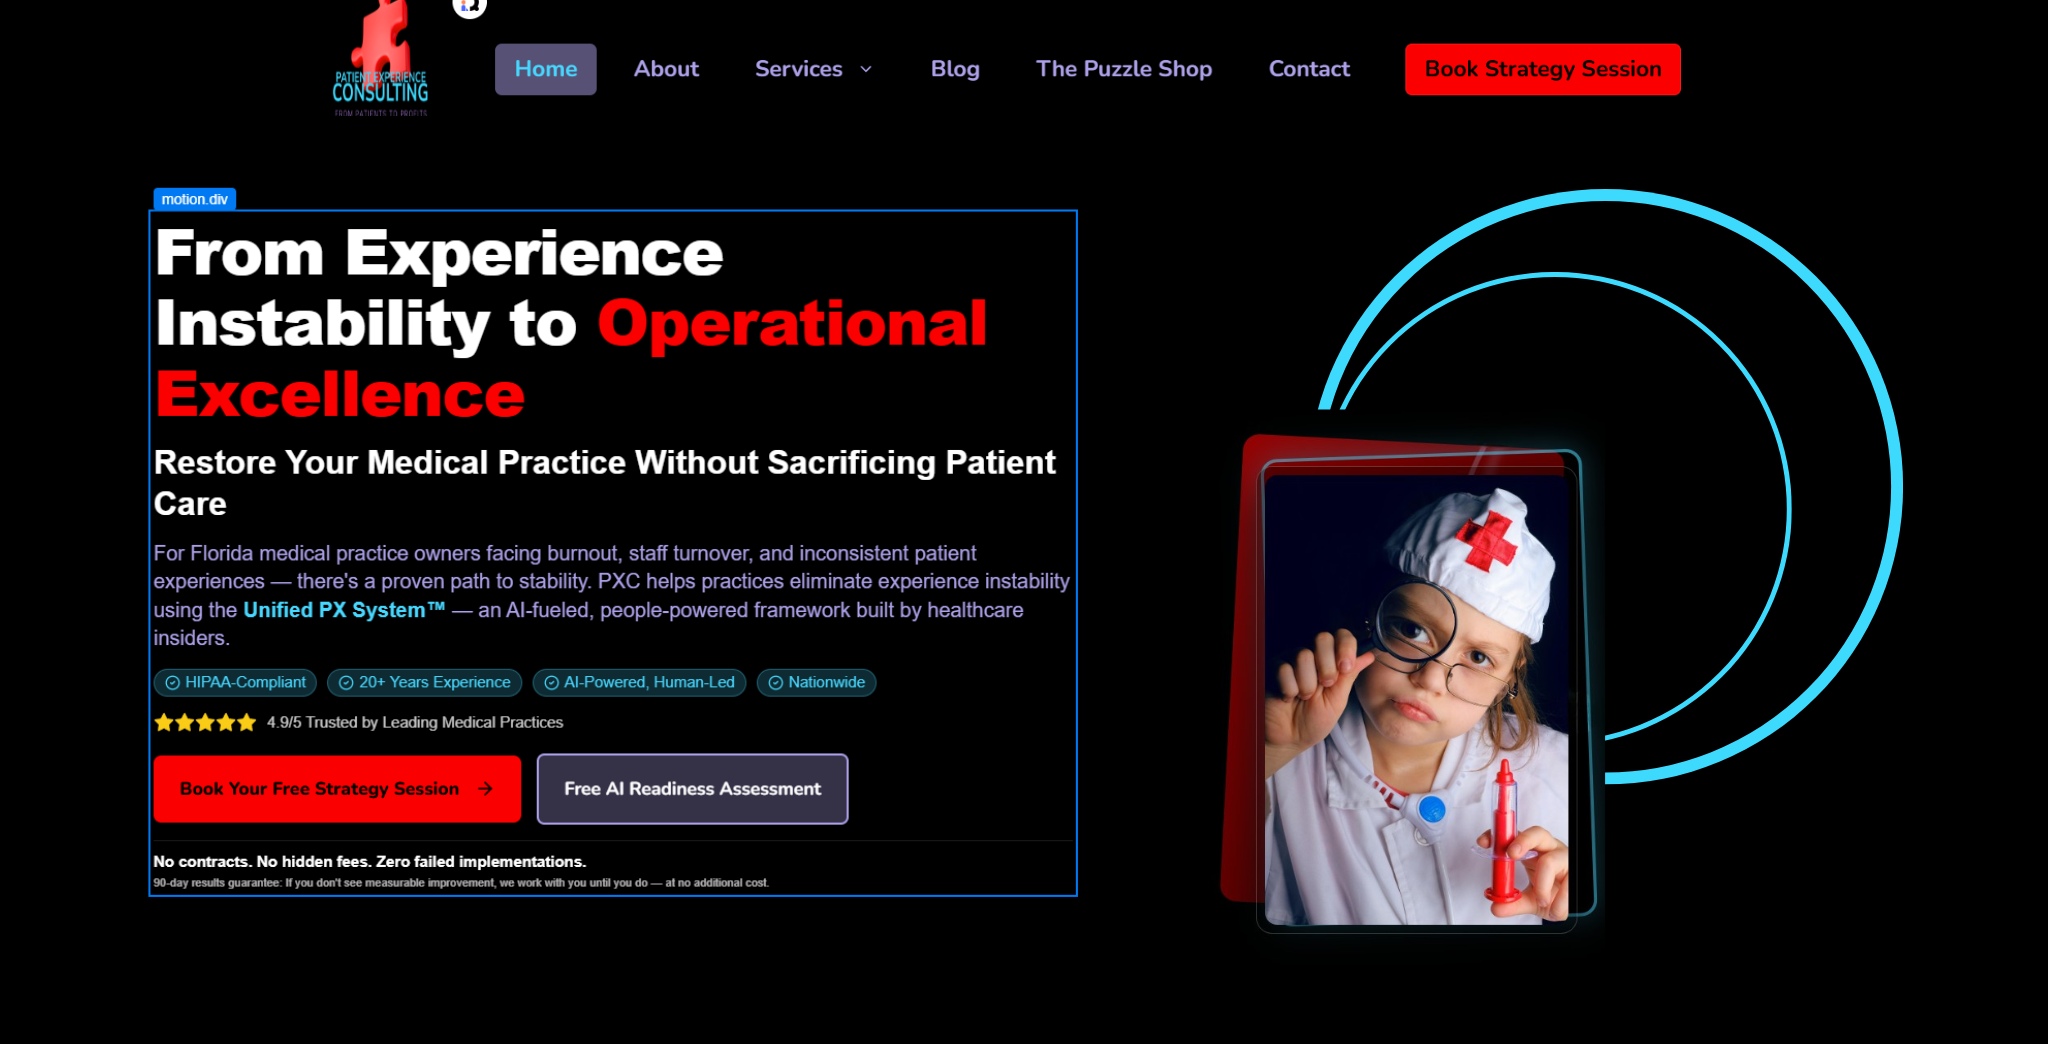 PATIENT EXPERIENCE
CONSULTING
FROM PATIENTS TO PROFITS
Home
About
Services
Blog
The Puzzle Shop
Contact
Book Strategy Session
motion.div
From Experience
Instability to Operational
Excellence
Restore Your Medical Practice Without Sacrificing Patient
Care
For Florida medical practice owners facing burnout, staff turnover, and inconsistent patient
experiences — there's a proven path to stability. PXC helps practices eliminate experience instability
using the Unified PX System™ — an AI-fueled, people-powered framework built by healthcare
insiders.
HIPAA-Compliant
20+ Years Experience
AI-Powered, Human-Led
Nationwide
4.9/5 Trusted by Leading Medical Practices
Book Your Free Strategy Session →
Free AI Readiness Assessment
No contracts. No hidden fees. Zero failed implementations.
90-day results guarantee: If you don't see measurable improvement, we work with you until you do — at no additional cost.